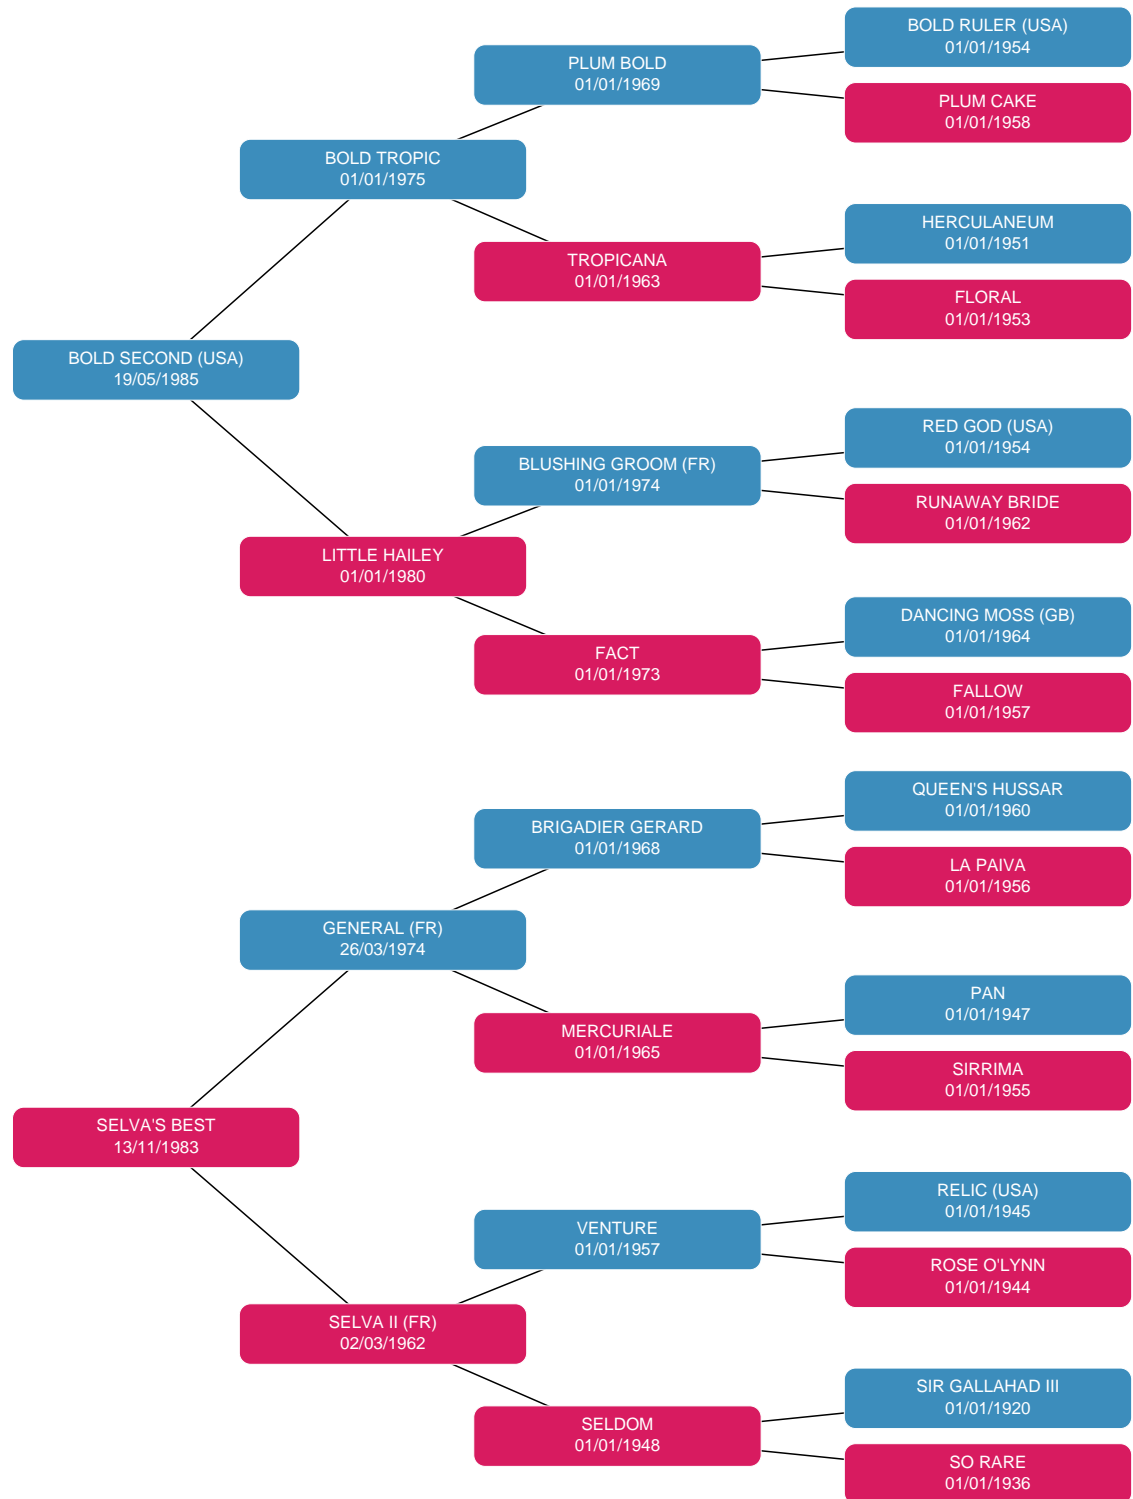 BOLD RULER (USA)
01/01/1954
PLUM BOLD
01/01/1969
PLUM CAKE
01/01/1958
BOLD TROPIC
01/01/1975
HERCULANEUM
01/01/1951
TROPICANA
01/01/1963
FLORAL
01/01/1953
BOLD SECOND (USA)
19/05/1985
RED GOD (USA)
01/01/1954
BLUSHING GROOM (FR)
01/01/1974
RUNAWAY BRIDE
01/01/1962
LITTLE HAILEY
01/01/1980
DANCING MOSS (GB)
01/01/1964
FACT
01/01/1973
FALLOW
01/01/1957
QUEEN'S HUSSAR
01/01/1960
BRIGADIER GERARD
01/01/1968
LA PAIVA
01/01/1956
GENERAL (FR)
26/03/1974
PAN
01/01/1947
MERCURIALE
01/01/1965
SIRRIMA
01/01/1955
SELVA'S BEST
13/11/1983
RELIC (USA)
01/01/1945
VENTURE
01/01/1957
ROSE O'LYNN
01/01/1944
SELVA II (FR)
02/03/1962
SIR GALLAHAD III
01/01/1920
SELDOM
01/01/1948
SO RARE
01/01/1936